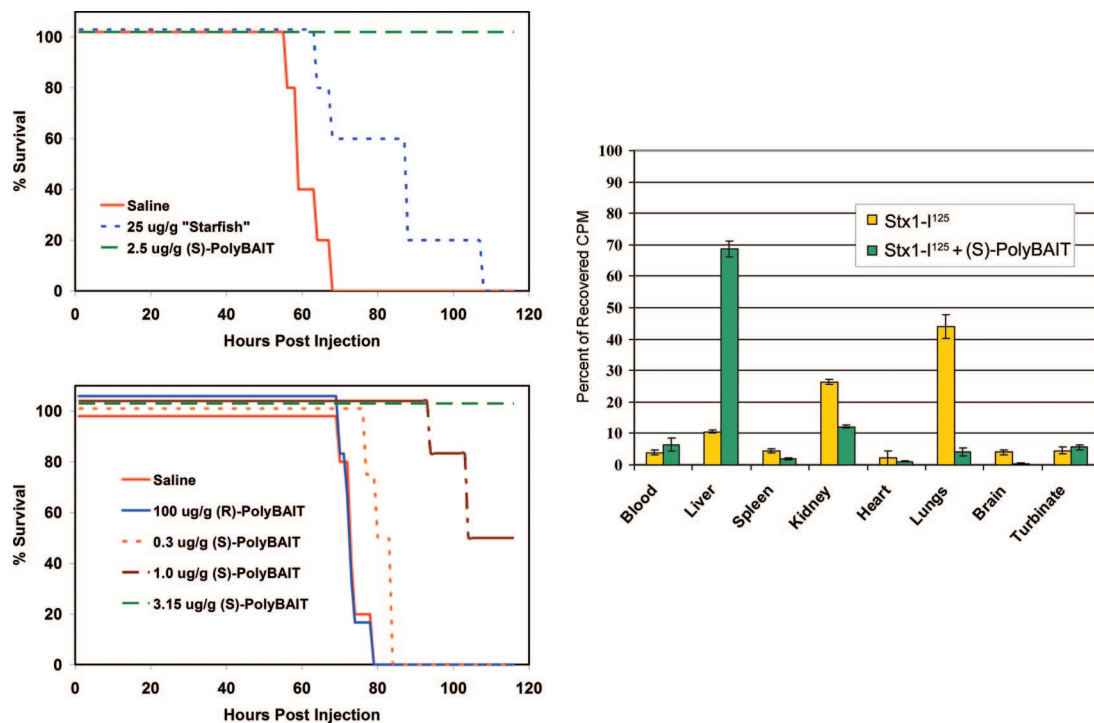 % Survival
100
80
60
40
20
0
Saline
25 ug/g "Starfish"
2.5 ug/g (S)-PolyBAIT
0 20 40 60 80 100 120
Hours Post Injection
% Survival
100
80
60
40
20
0
Saline
100 ug/g (R)-PolyBAIT
0.3 ug/g (S)-PolyBAIT
1.0 ug/g (S)-PolyBAIT
3.15 ug/g (S)-PolyBAIT
0 20 40 60 80 100 120
Hours Post Injection
Percent of Recovered CPM
100
90
80
70
60
50
40
30
20
10
0
Stx1-I¹²⁵
Stx1-I¹²⁵ + (S)-PolyBAIT
Blood
Liver
Spleen
Kidney
Heart
Lungs
Brain
Turbinate